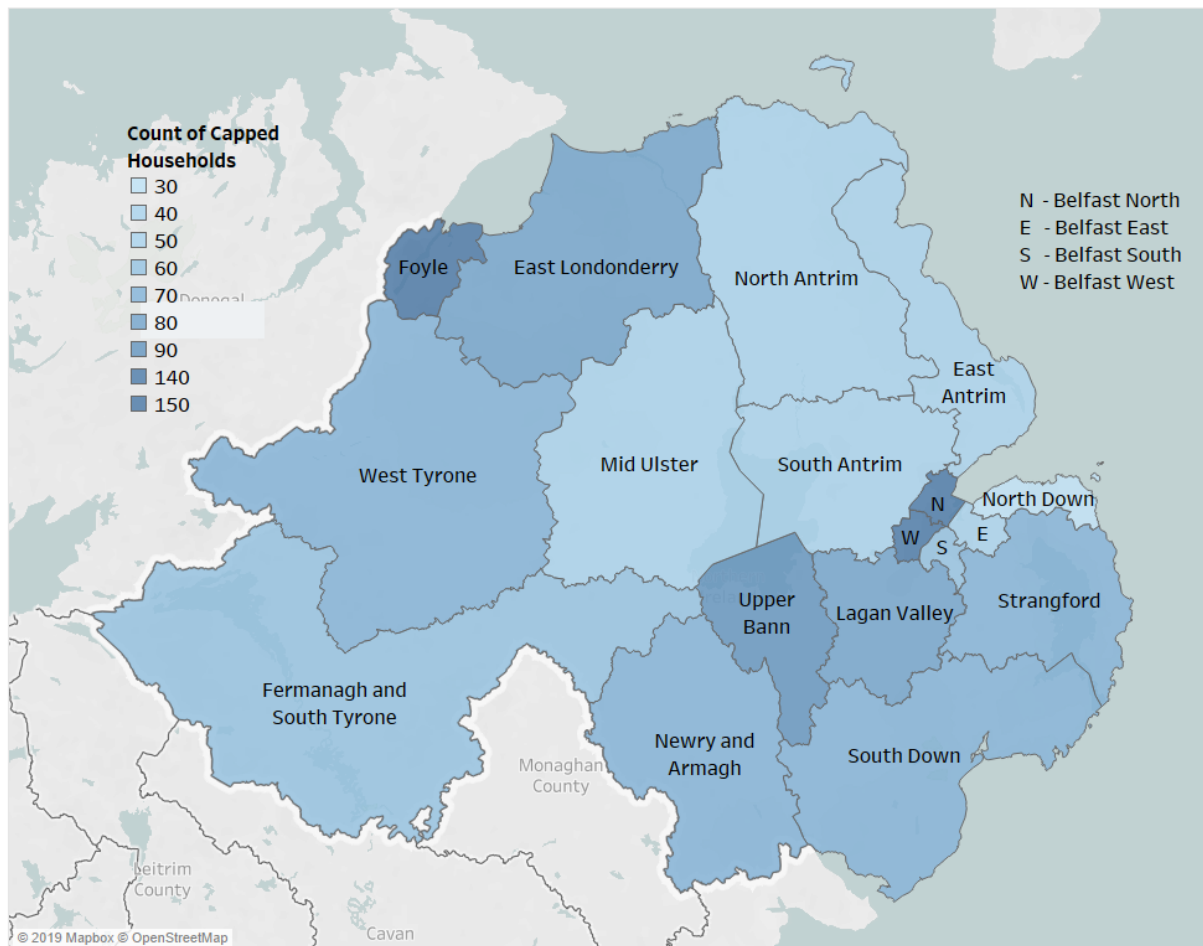 Count of Capped
Households
30
40
50
60
70
80
90
140
150
N - Belfast North
E - Belfast East
S - Belfast South
W - Belfast West
Foyle
East Londonderry
North Antrim
Donegal
East
Antrim
West Tyrone
Mid Ulster
South Antrim
North Down
N
W
S
E
Upper
Bann
Lagan Valley
Strangford
Fermanagh and
South Tyrone
Newry and
Armagh
South Down
Monaghan
County
Leitrim
County
Cavan
© 2019 Mapbox © OpenStreetMap